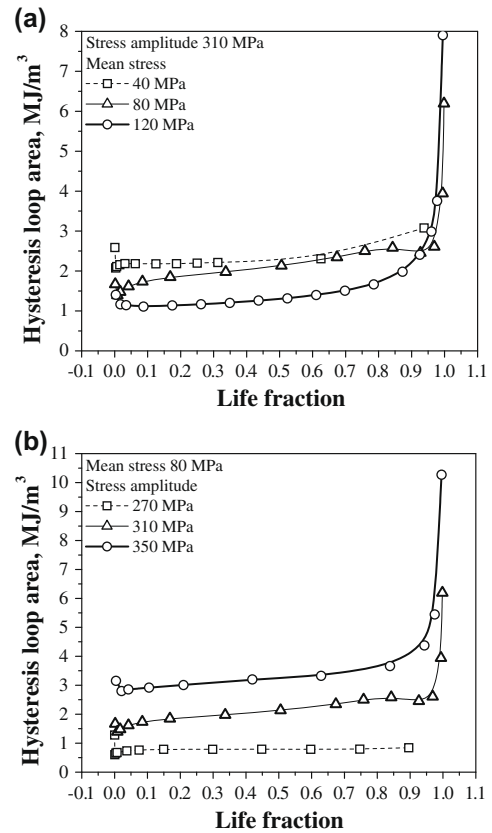 (a)
Stress amplitude 310 MPa
Mean stress
40 MPa
80 MPa
120 MPa
Hysteresis loop area, MJ/m³
8
7
6
5
4
3
2
1
0
-0.1 0.0 0.1 0.2 0.3 0.4 0.5 0.6 0.7 0.8 0.9 1.0 1.1
Life fraction
(b)
Mean stress 80 MPa
Stress amplitude
270 MPa
310 MPa
350 MPa
Hysteresis loop area, MJ/m³
11
10
9
8
7
6
5
4
3
2
1
0
-0.1 0.0 0.1 0.2 0.3 0.4 0.5 0.6 0.7 0.8 0.9 1.0 1.1
Life fraction